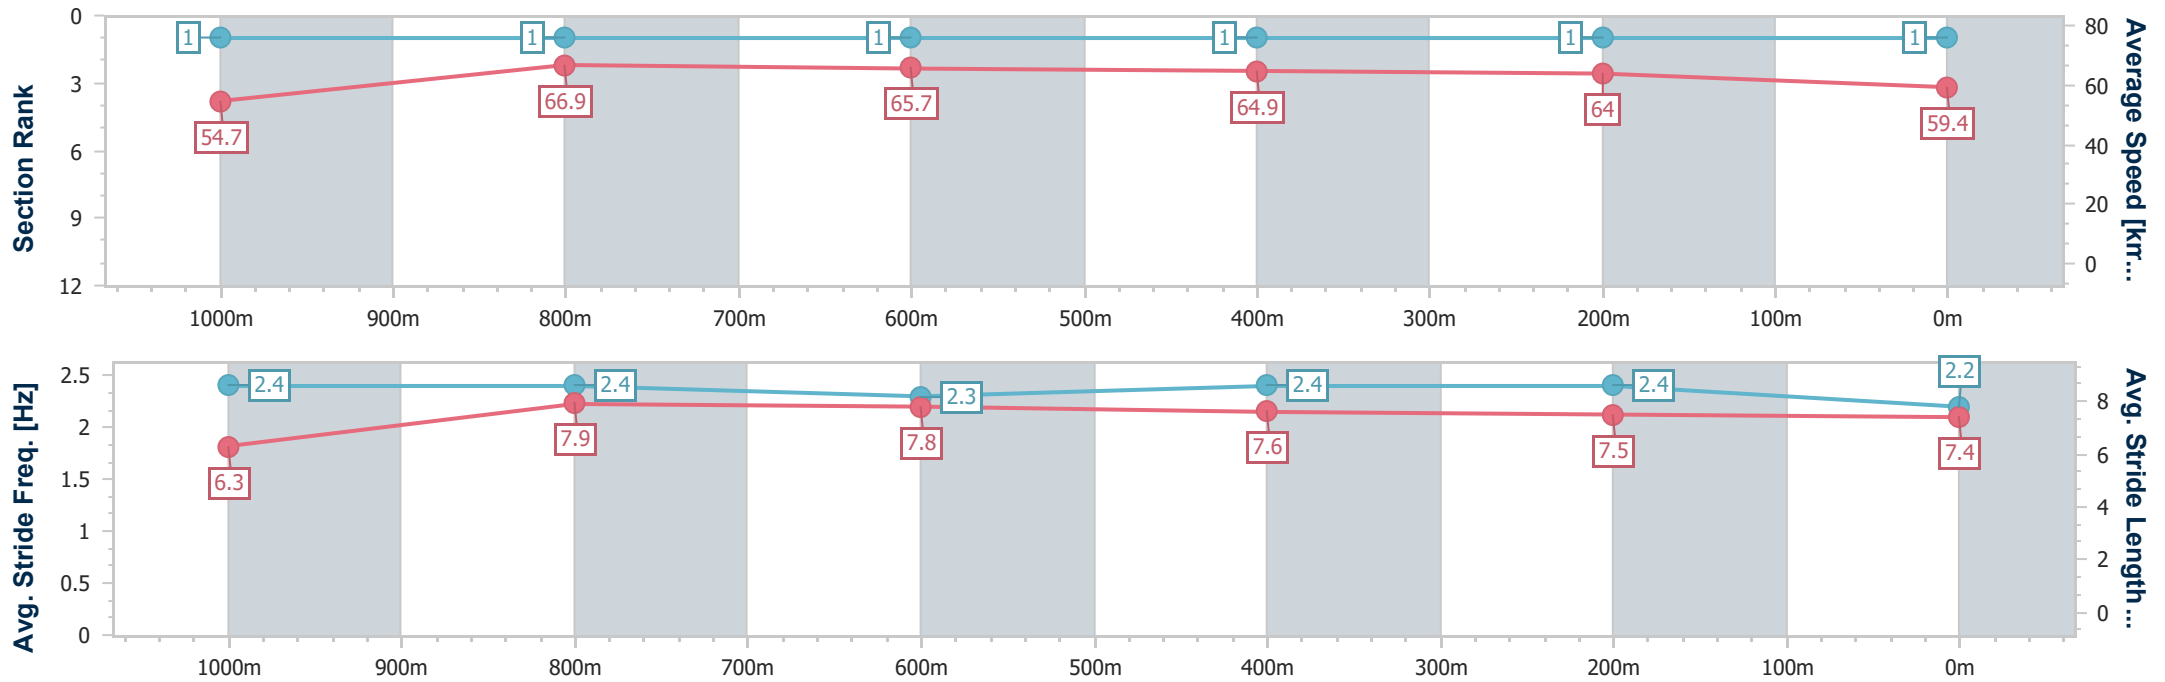 Section Rank
0
3
6
9
12
1
1
1
1
1
1
54.7
66.9
65.7
64.9
64
59.4
80
60
40
20
0
Average Speed [km...
1000m
900m
800m
700m
600m
500m
400m
300m
200m
100m
0m
Avg. Stride Freq. [Hz]
2.5
2
1.5
1
0.5
0
2.4
2.4
2.3
2.4
2.4
2.2
6.3
7.9
7.8
7.6
7.5
7.4
8
6
4
2
0
Avg. Stride Length ...
1000m
900m
800m
700m
600m
500m
400m
300m
200m
100m
0m